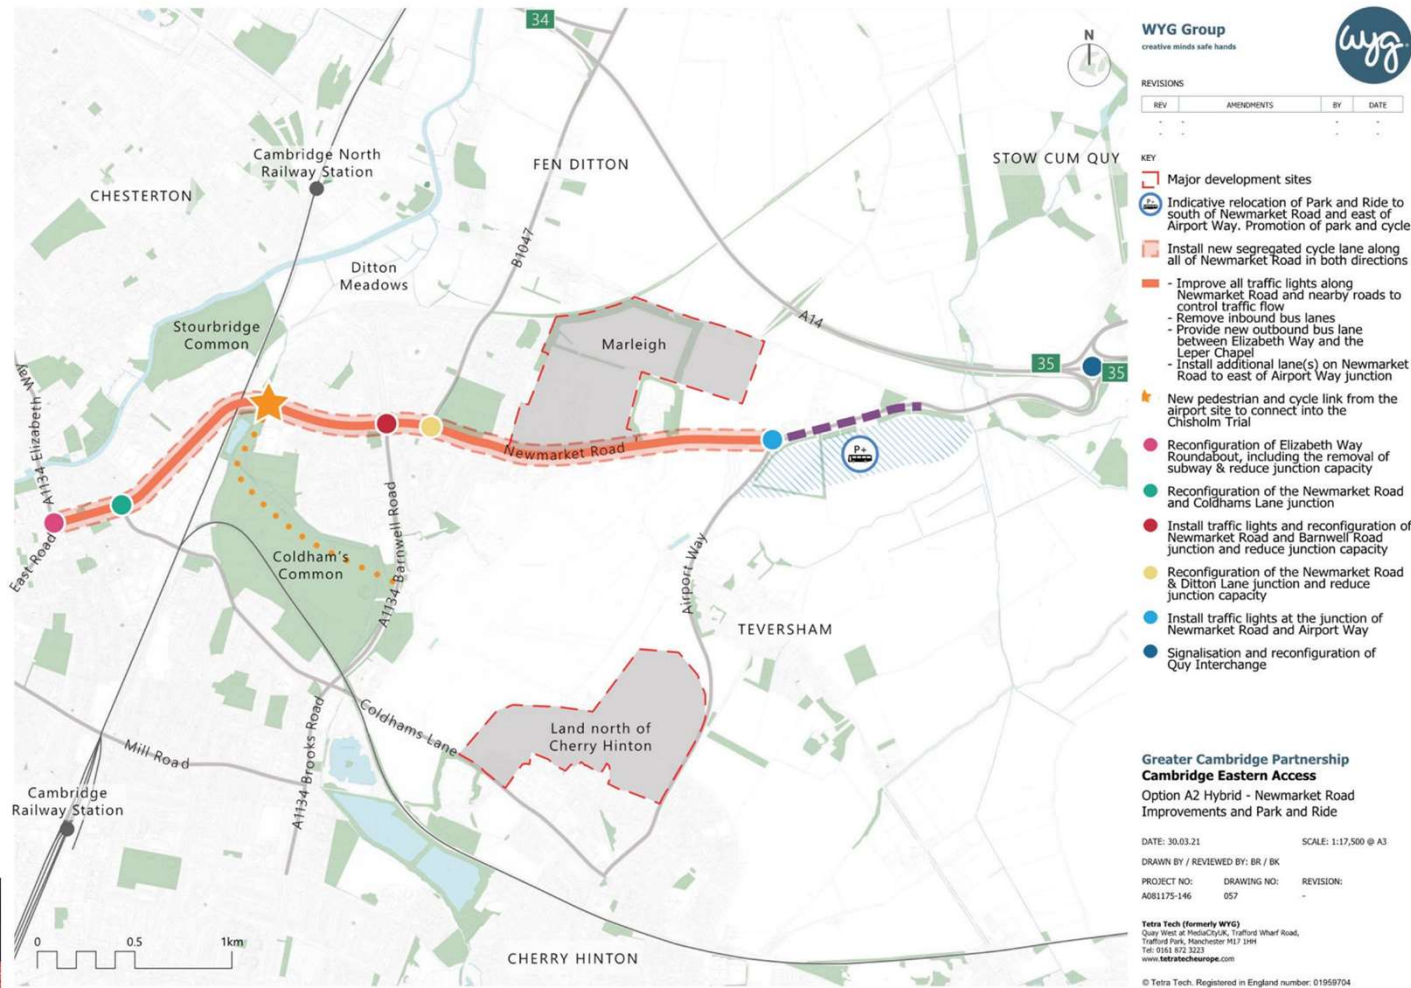 34
N
Cambridge North
Railway Station
CHESTERTON
FEN DITTON
STOW CUM QUY
B1047
Ditton
Meadows
A14
Stourbridge
Common
Marleigh
35
35
A1134 Elizabeth Way
Newmarket Road
P+
East Road
A1134 Barnwell Road
Coldham's
Common
Airport Way
TEVERSHAM
Coldhams Lane
Land north of
Cherry Hinton
Mill Road
A1134 Brooks Road
Cambridge
Railway Station
0 0.5 1km
CHERRY HINTON
WYG Group
creative minds safe hands
wyg
REVISIONS
REV AMENDMENTS BY DATE
- - - -
- - - -
KEY
Major development sites
P+
Indicative relocation of Park and Ride to
south of Newmarket Road and east of
Airport Way. Promotion of park and cycle
Install new segregated cycle lane along
all of Newmarket Road in both directions
- Improve all traffic lights along
Newmarket Road and nearby roads to
control traffic flow
- Remove inbound bus lanes
- Provide new outbound bus lane
between Elizabeth Way and the
Leper Chapel
- Install additional lane(s) on Newmarket
Road to east of Airport Way junction
New pedestrian and cycle link from the
airport site to connect into the
Chisholm Trial
Reconfiguration of Elizabeth Way
Roundabout, including the removal of
subway & reduce junction capacity
Reconfiguration of the Newmarket Road
and Coldhams Lane junction
Install traffic lights and reconfiguration of
Newmarket Road and Barnwell Road
junction and reduce junction capacity
Reconfiguration of the Newmarket Road
& Ditton Lane junction and reduce
junction capacity
Install traffic lights at the junction of
Newmarket Road and Airport Way
Signalisation and reconfiguration of
Quy Interchange
Greater Cambridge Partnership
Cambridge Eastern Access
Option A2 Hybrid - Newmarket Road
Improvements and Park and Ride
DATE: 30.03.21 SCALE: 1:17,500 @ A3
DRAWN BY / REVIEWED BY: BR / BK
PROJECT NO: DRAWING NO: REVISION:
A081175-146 057 -
Tetra Tech (formerly WYG)
Quay West at MediaCityUK, Trafford Wharf Road,
Trafford Park, Manchester M17 1HH
Tel: 0161 872 3223
www.tetratecheurope.com
© Tetra Tech. Registered in England number: 01959704